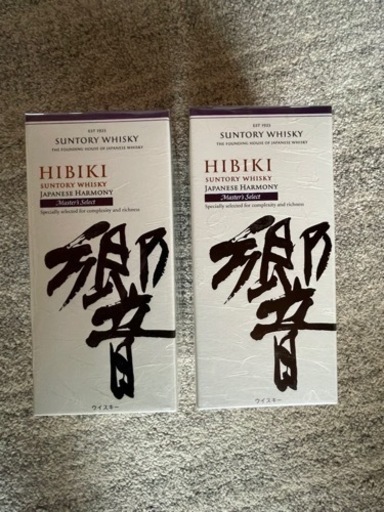 EST 1923
SUNTORY WHISKY
THE FOUNDING HOUSE OF JAPANESE WHISKY
HIBIKI
SUNTORY WHISKY
JAPANESE HARMONY
Master's Select
Specially selected for complexity and richness
響
ウイスキー
EST 1923
SUNTORY WHISKY
THE FOUNDING HOUSE OF JAPANESE WHISKY
HIBIKI
SUNTORY WHISKY
JAPANESE HARMONY
Master's Select
Specially selected for complexity and richness
響
ウイスキー